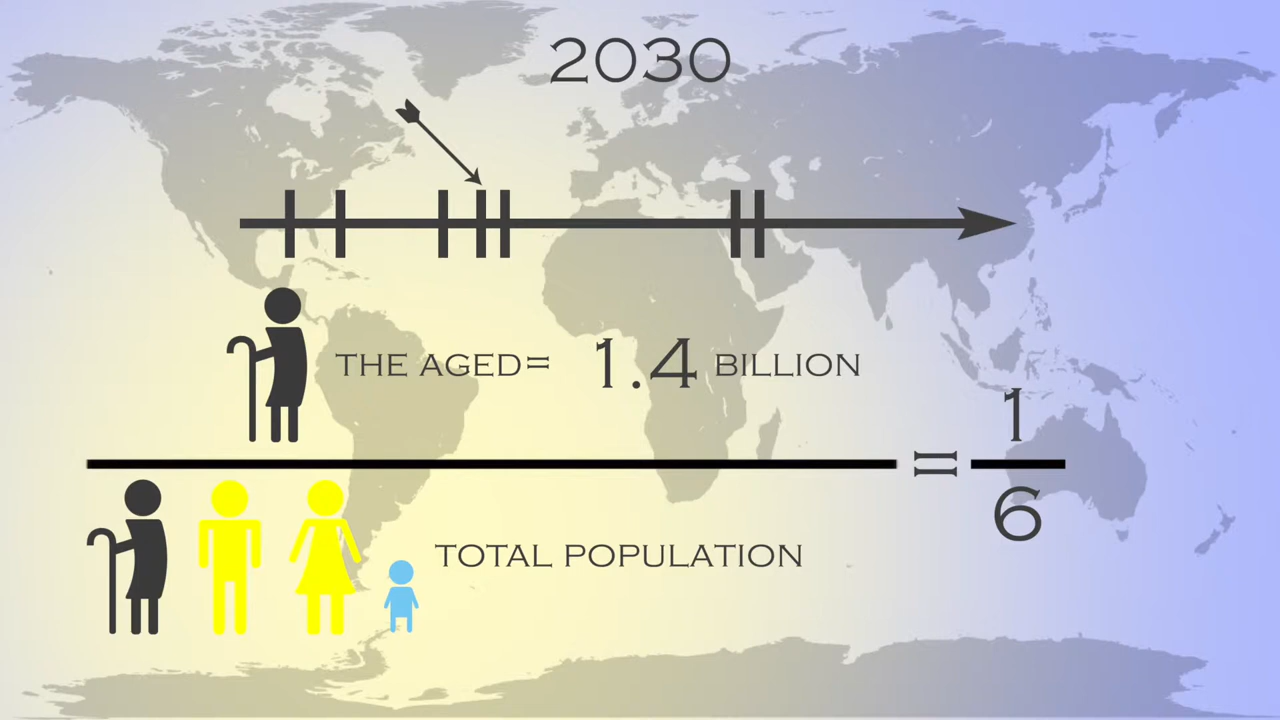 2030
THE AGED= 1.4 BILLION
= 1
6
TOTAL POPULATION